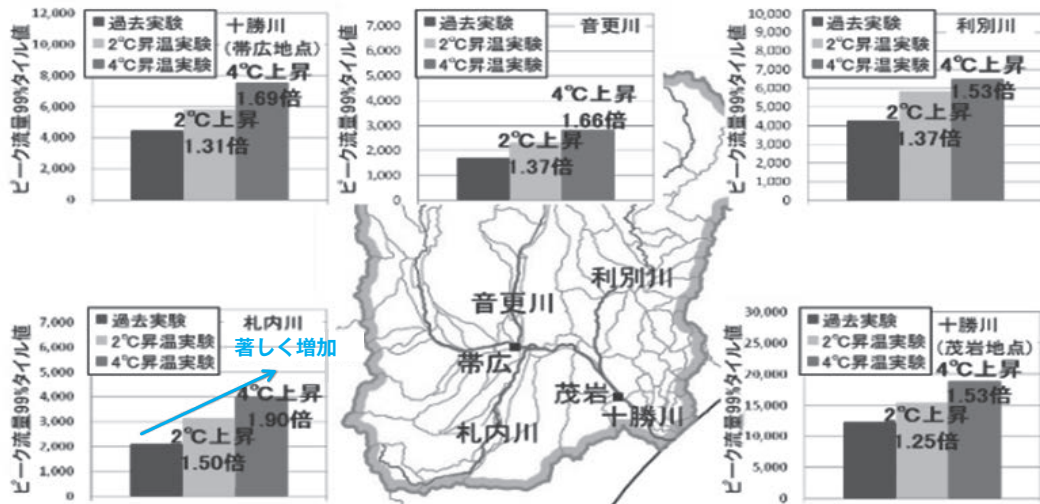 ピーク流量99%タイル値
12,000
10,000
8,000
6,000
4,000
2,000
0
■過去実験
■2℃昇温実験
■4℃昇温実験
十勝川
(帯広地点)
4℃上昇
1.69倍
2℃上昇
1.31倍
ピーク流量99%タイル値
7,000
6,000
5,000
4,000
3,000
2,000
1,000
0
■過去実験
■2℃昇温実験
■4℃昇温実験
音更川
4℃上昇
1.66倍
2℃上昇
1.37倍
ピーク流量99%タイル値
10,000
9,000
8,000
7,000
6,000
5,000
4,000
3,000
2,000
1,000
0
■過去実験
■2℃昇温実験
■4℃昇温実験
利別川
4℃上昇
1.53倍
2℃上昇
1.37倍
利別川
音更川
帯広
茂岩
十勝川
札内川
ピーク流量99%タイル値
7,000
6,000
5,000
4,000
3,000
2,000
1,000
0
■過去実験
■2℃昇温実験
■4℃昇温実験
札内川
著しく増加
4℃上昇
1.90倍
2℃上昇
1.50倍
ピーク流量99%タイル値
30,000
25,000
20,000
15,000
10,000
5,000
0
■過去実験
■2℃昇温実験
■4℃昇温実験
十勝川
(茂岩地点)
4℃上昇
1.53倍
2℃上昇
1.25倍